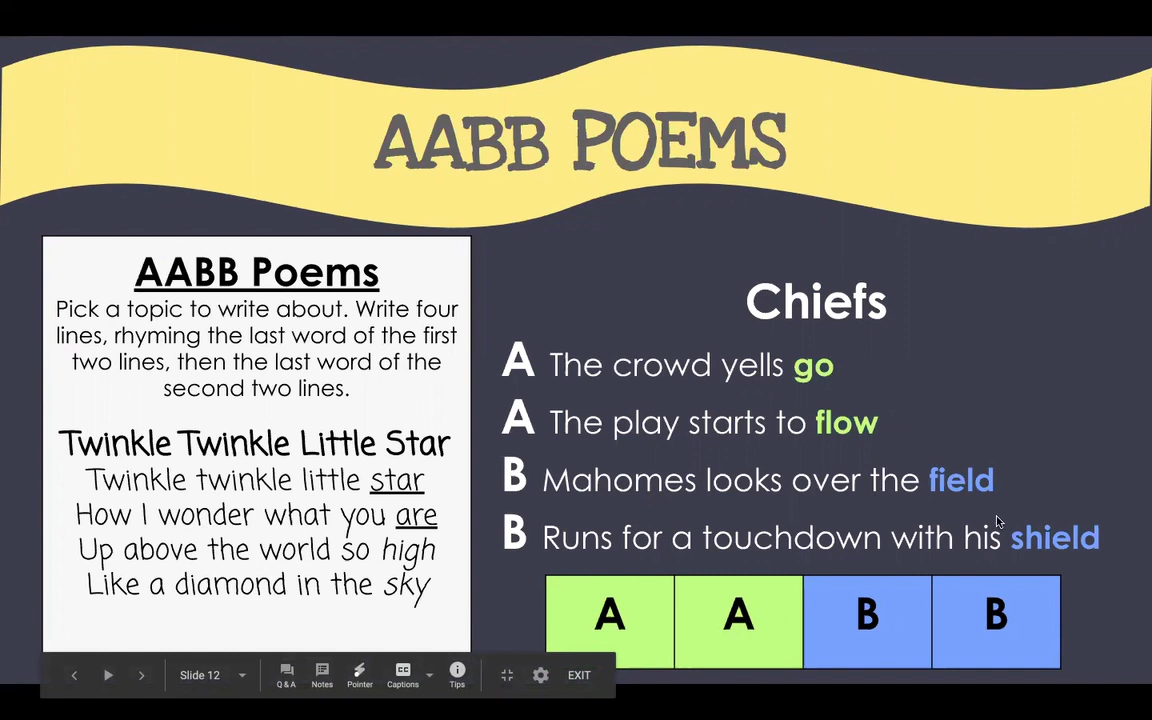 AABB POEMS
AABB Poems
Pick a topic to write about. Write four
lines, rhyming the last word of the first
two lines, then the last word of the
second two lines.
Twinkle Twinkle Little Star
Twinkle twinkle little star
How I wonder what you are
Up above the world so high
Like a diamond in the sky
Chiefs
A The crowd yells go
A The play starts to flow
B Mahomes looks over the field
B Runs for a touchdown with his shield
A A B B
Slide 12 Q & A Notes Pointer Captions Tips EXIT